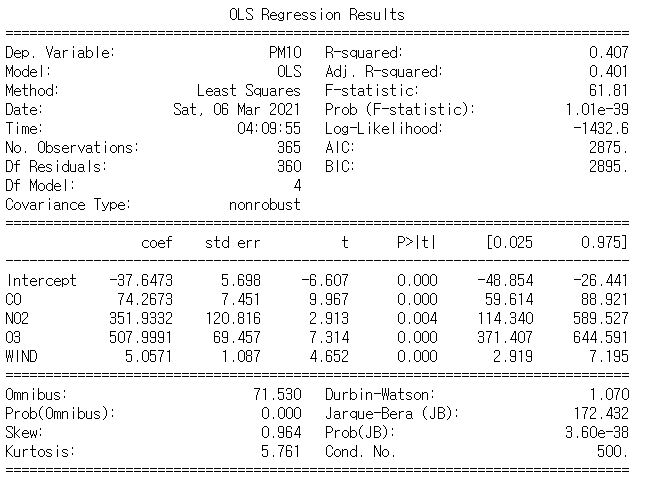 OLS Regression Results
==============================================================================
Dep. Variable:                   PM10   R-squared:                       0.407
Model:                            OLS   Adj. R-squared:                  0.401
Method:                 Least Squares   F-statistic:                     61.81
Date:                Sat, 06 Mar 2021   Prob (F-statistic):           1.01e-39
Time:                        04:09:55   Log-Likelihood:                -1432.6
No. Observations:                 365   AIC:                             2875.
Df Residuals:                     360   BIC:                             2895.
Df Model:                           4
Covariance Type:            nonrobust
==============================================================================
                 coef    std err          t      P>|t|      [0.025      0.975]
------------------------------------------------------------------------------
Intercept    -37.6473      5.698     -6.607      0.000     -48.854     -26.441
CO            74.2673      7.451      9.967      0.000      59.614      88.921
NO2          351.9332    120.816      2.913      0.004     114.340     589.527
O3           507.9991     69.457      7.314      0.000     371.407     644.591
WIND           5.0571      1.087      4.652      0.000       2.919       7.195
==============================================================================
Omnibus:                       71.530   Durbin-Watson:                   1.070
Prob(Omnibus):                  0.000   Jarque-Bera (JB):              172.432
Skew:                           0.964   Prob(JB):                     3.60e-38
Kurtosis:                       5.761   Cond. No.                         500.
==============================================================================